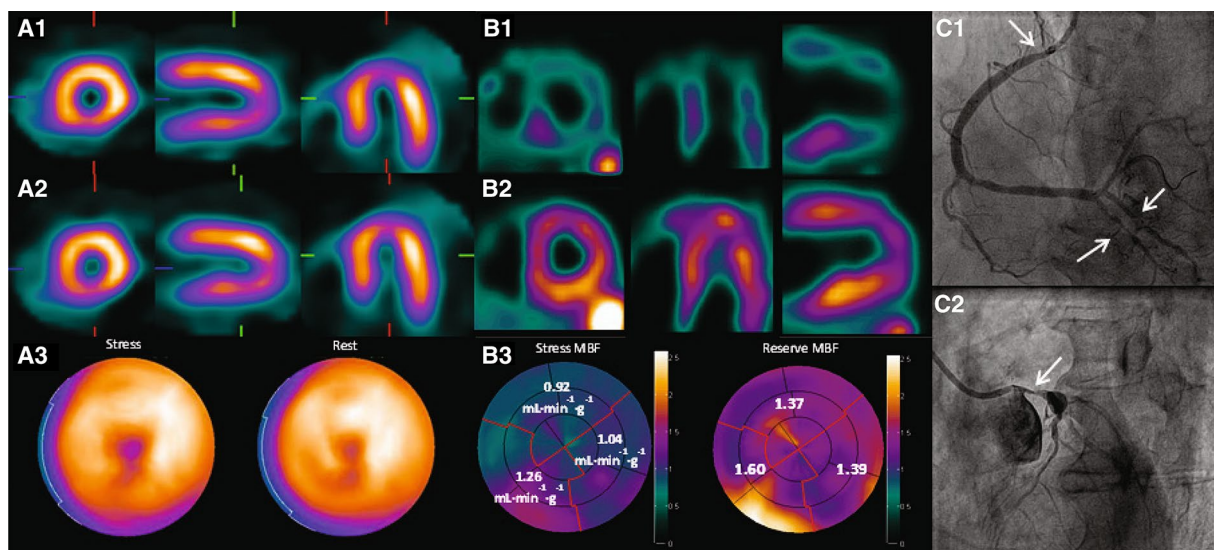 A1
B1
C1
A2
B2
C2
A3
Stress
Rest
B3
Stress MBF
Reserve MBF
0.92
mL·min-1·g-1
1.04
mL·min-1·g-1
1.26
mL·min-1·g-1
2.5
2
1.5
1
0.5
0
1.37
1.60
1.39
2.5
2
1.5
1
0.5
0